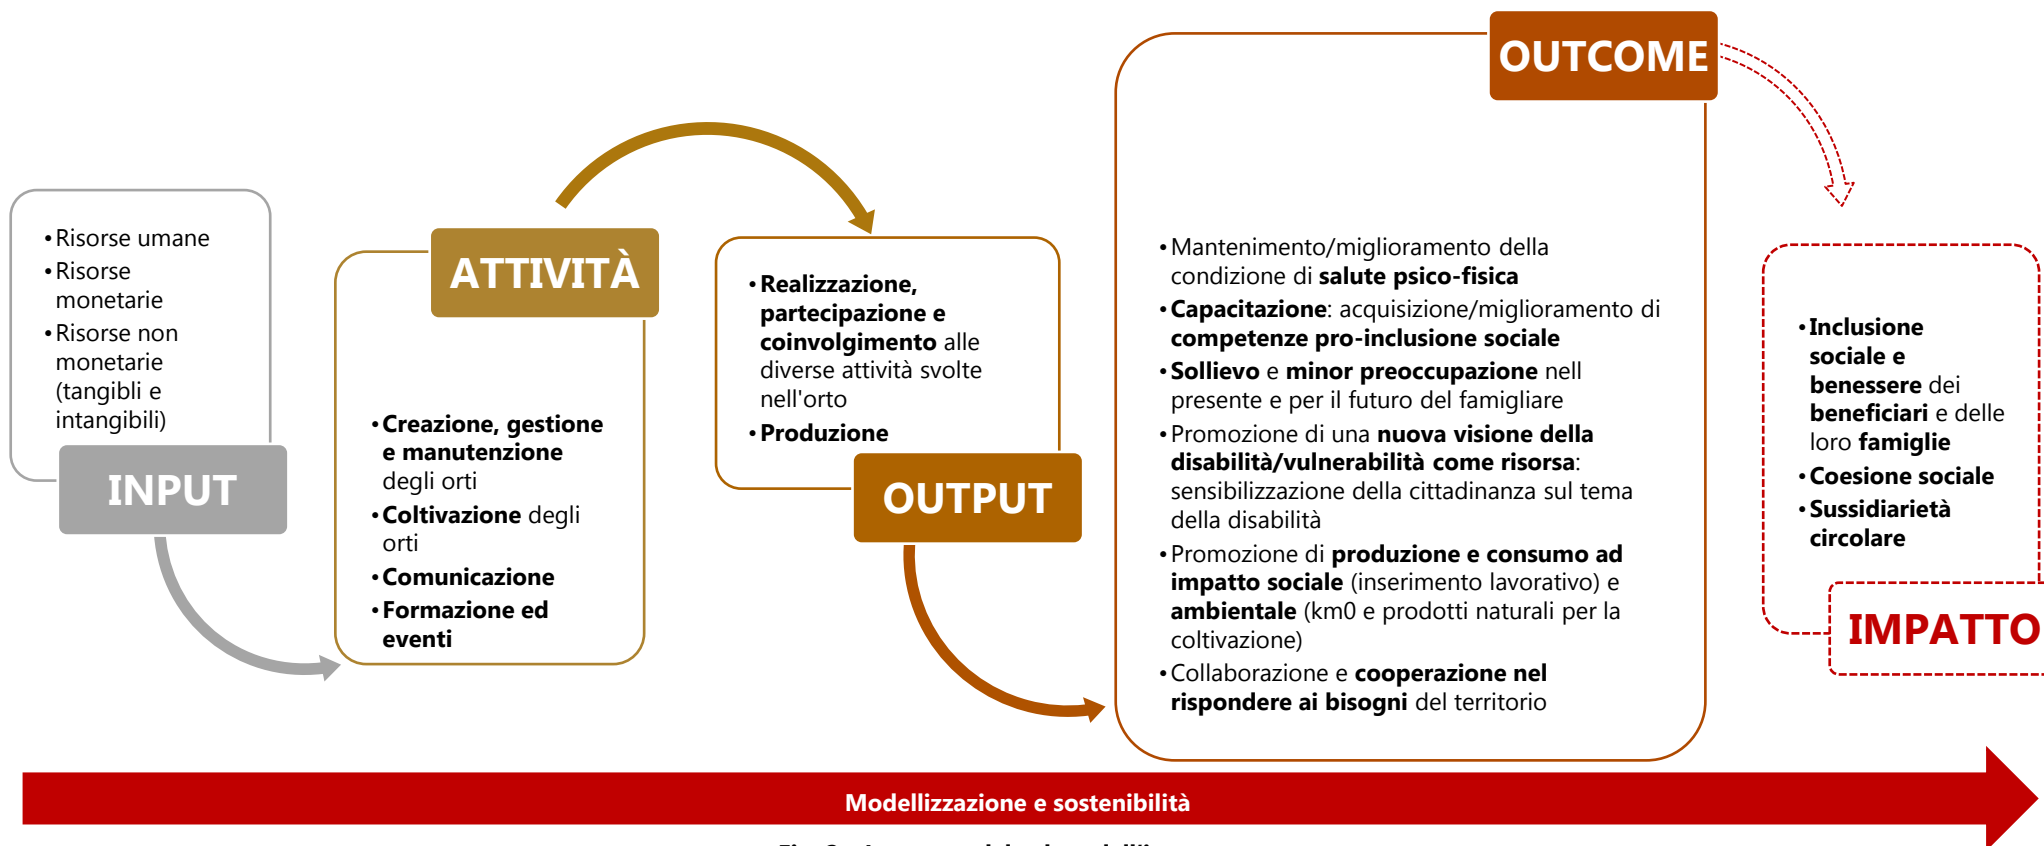 • Risorse umane
• Risorse
monetarie
• Risorse non
monetarie
(tangibli e
intangibili)
INPUT
ATTIVITÀ
• Creazione, gestione
e manutenzione
degli orti
• Coltivazione degli
orti
• Comunicazione
• Formazione ed
eventi
• Realizzazione,
partecipazione e
coinvolgimento alle
diverse attività svolte
nell'orto
• Produzione
OUTPUT
OUTCOME
• Mantenimento/miglioramento della
condizione di salute psico-fisica
• Capacitazione: acquisizione/miglioramento di
competenze pro-inclusione sociale
• Sollievo e minor preoccupazione nell
presente e per il futuro del famigliare
• Promozione di una nuova visione della
disabilità/vulnerabilità come risorsa:
sensibilizzazione della cittadinanza sul tema
della disabilità
• Promozione di produzione e consumo ad
impatto sociale (inserimento lavorativo) e
ambientale (km0 e prodotti naturali per la
coltivazione)
• Collaborazione e cooperazione nel
rispondere ai bisogni del territorio
• Inclusione
sociale e
benessere dei
beneficiari e delle
loro famiglie
• Coesione sociale
• Sussidiarietà
circolare
IMPATTO
Modellizzazione e sostenibilità